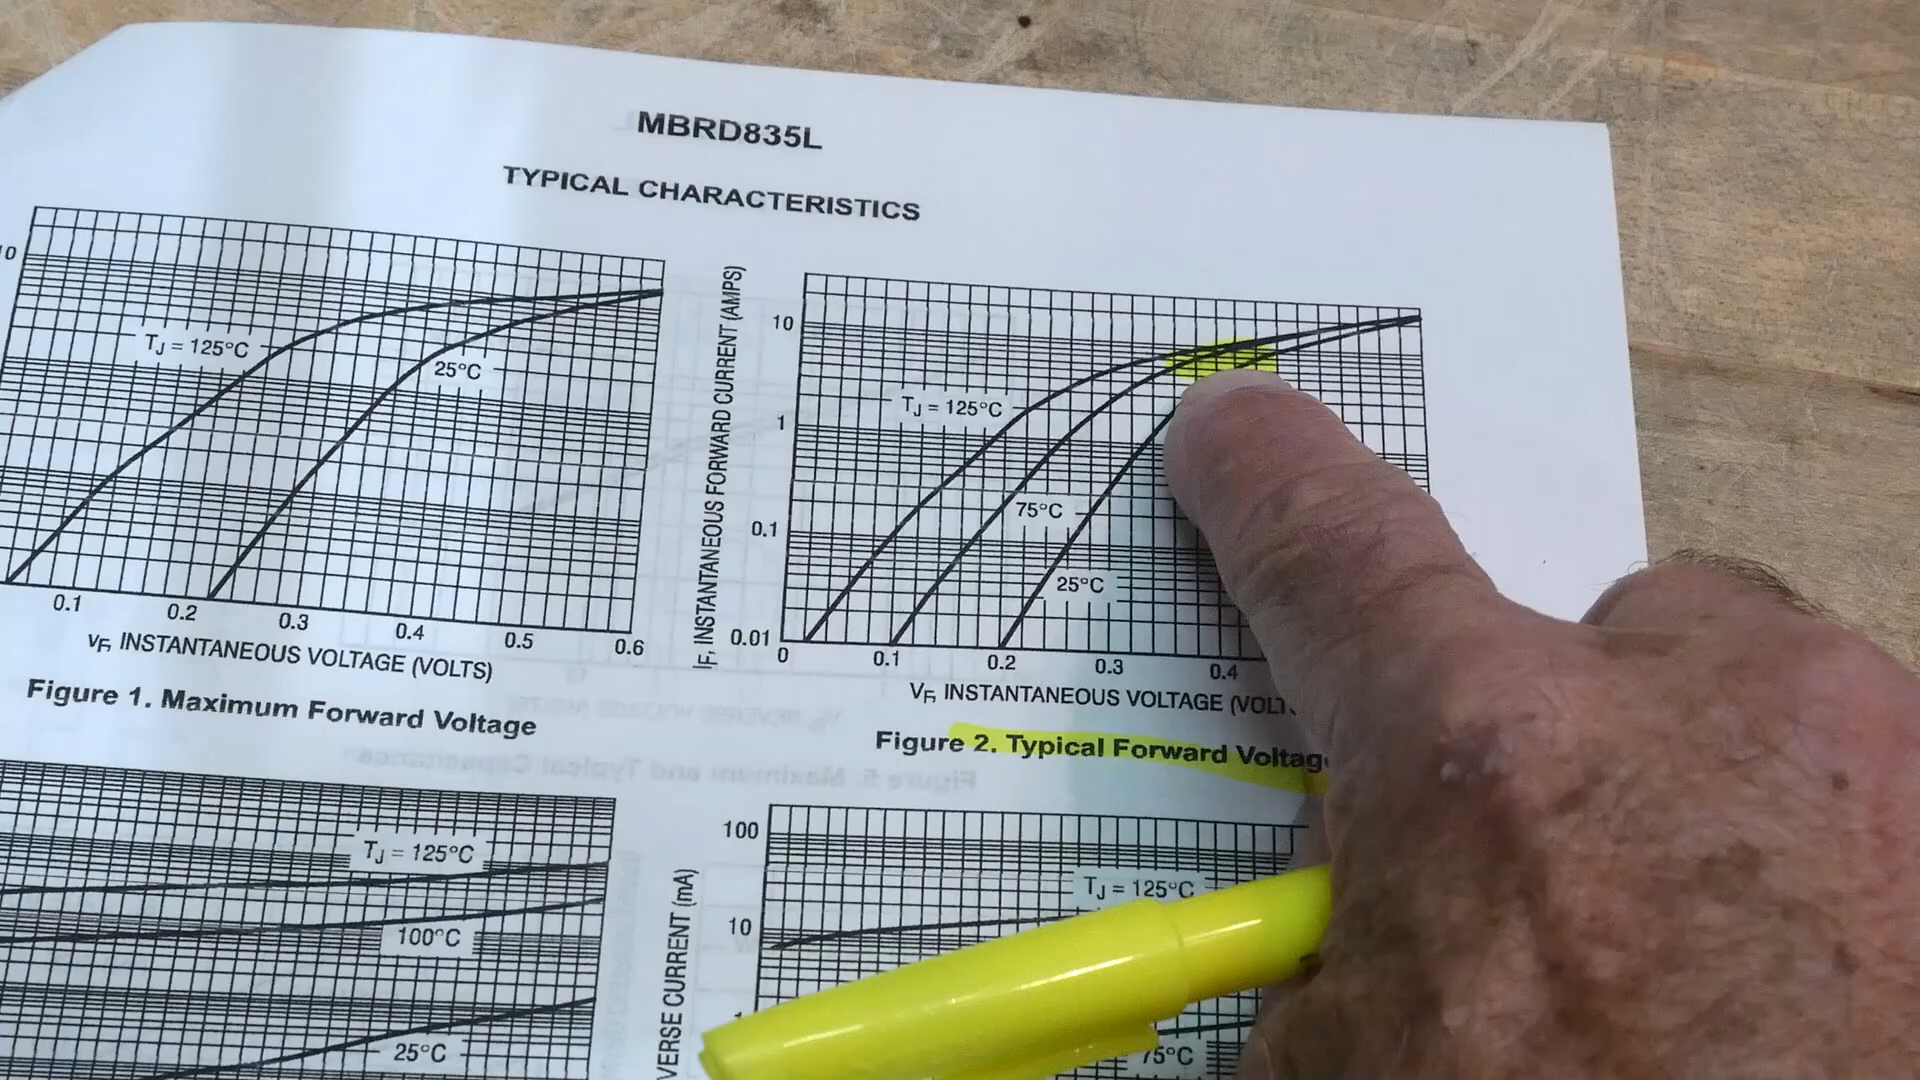 MBRD835L
TYPICAL CHARACTERISTICS
TJ = 125°C
25°C
0.1
0.2
0.3
0.4
0.5
0.6
vF, INSTANTANEOUS VOLTAGE (VOLTS)
Figure 1. Maximum Forward Voltage
IF, INSTANTANEOUS FORWARD CURRENT (AMPS)
10
1
0.1
0.01
TJ = 125°C
75°C
25°C
0
0.1
0.2
0.3
0.4
VF, INSTANTANEOUS VOLTAGE
Figure 2. Typical Forward Voltage
TJ = 125°C
100°C
25°C
CURRENT (mA)
100
10
TJ = 125°C
75°C